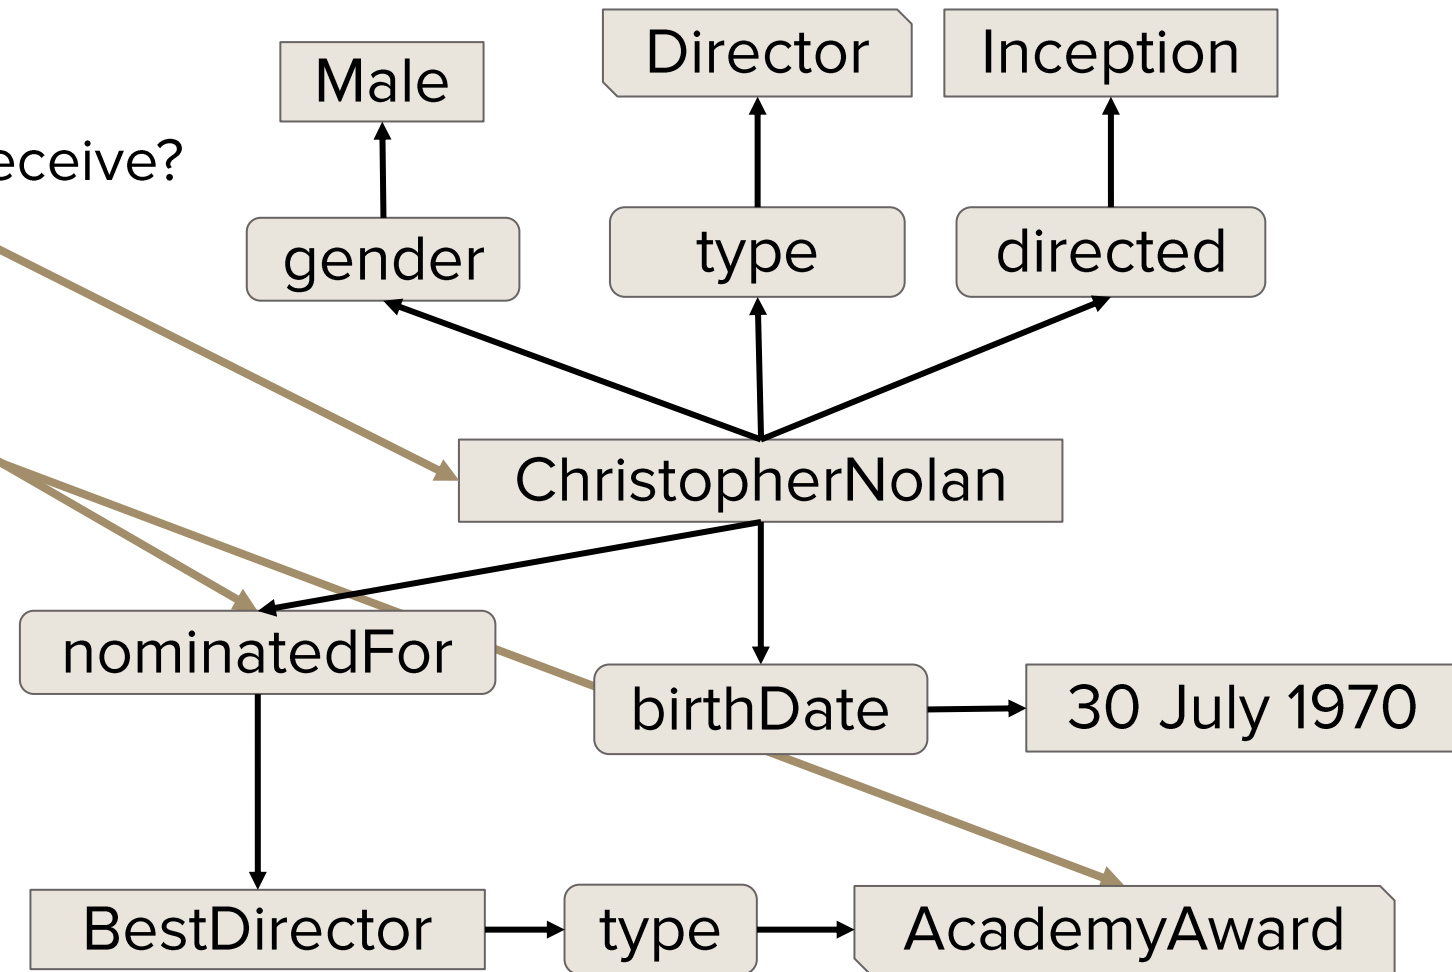 Director
Inception
Male
eceive?
gender
type
directed
ChristopherNolan
nominatedFor
birthDate
30 July 1970
BestDirector
type
AcademyAward